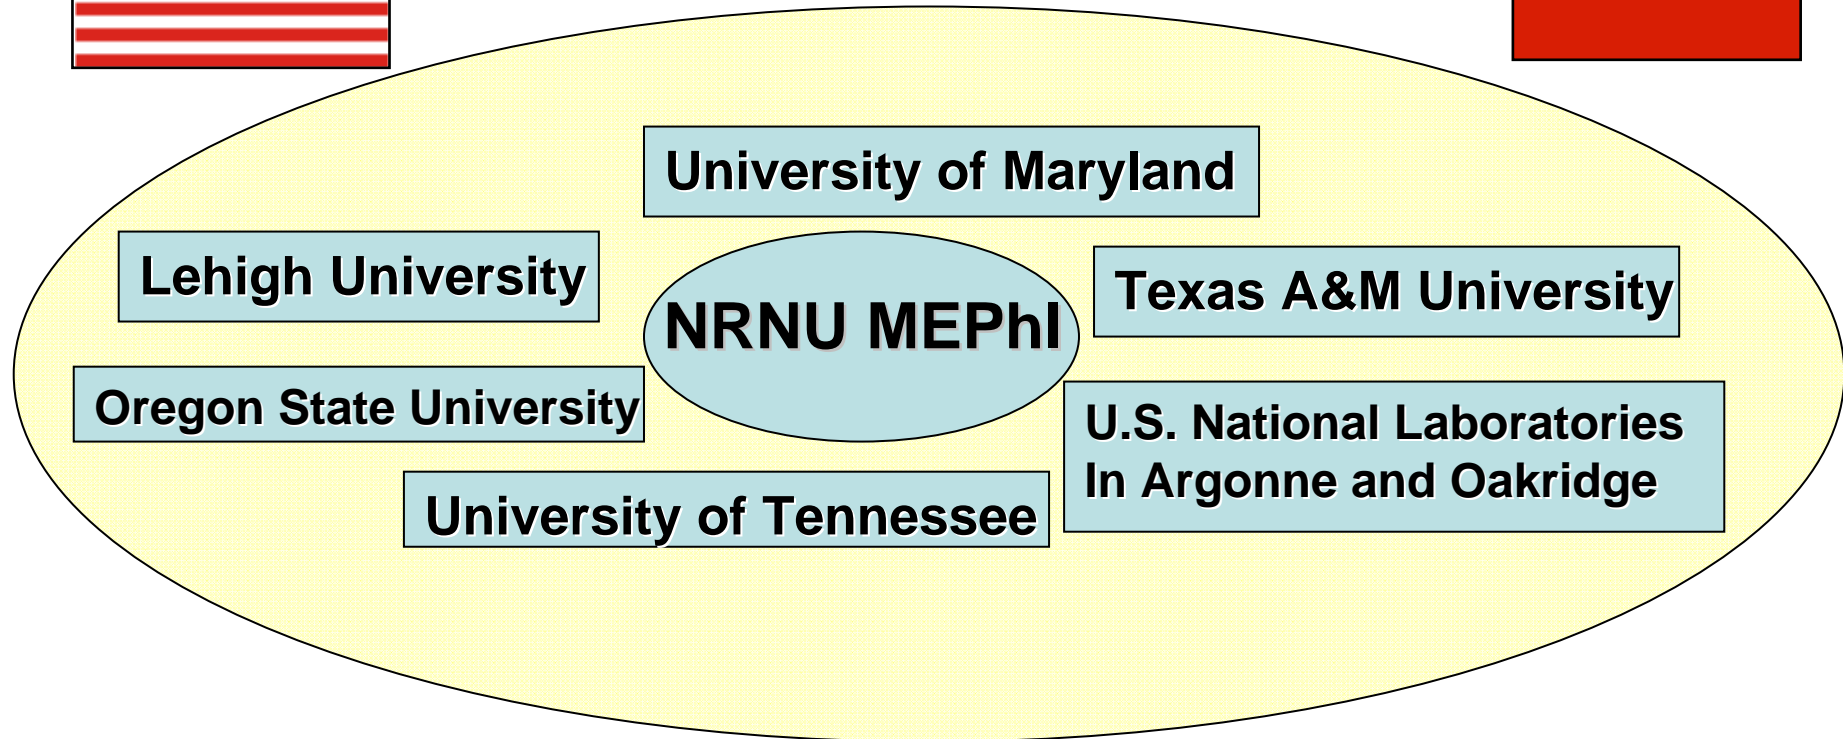 University of Maryland
Lehigh University
NRNU MEPhI
Texas A&M University
Oregon State University
U.S. National Laboratories
In Argonne and Oakridge
University of Tennessee